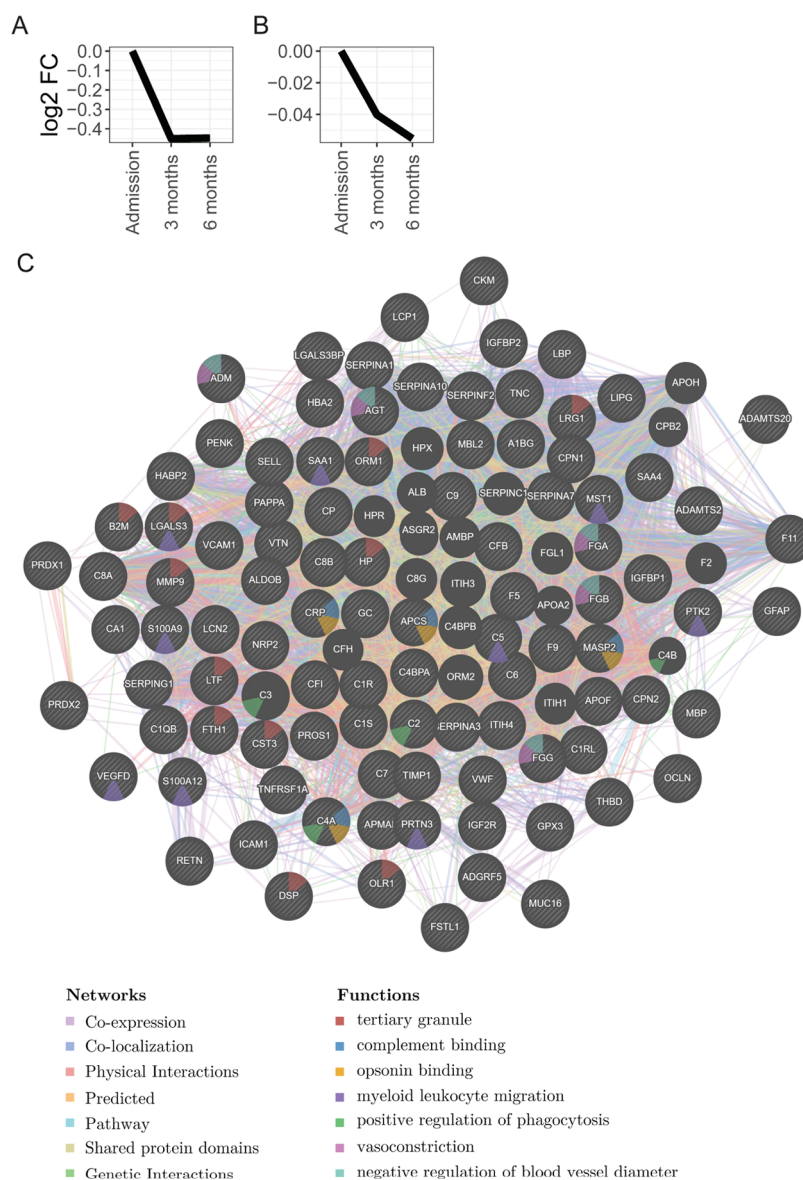 A
B
log2 FC
0.0
−0.1
−0.2
−0.3
−0.4
Admission
3 months
6 months
0.00
−0.02
−0.04
Admission
3 months
6 months
C
CKM
LCP1
IGFBP2
LGALS3BP
SERPINA1
LBP
ADM
SERPINA10
SERPINF2
TNC
LIPG
APOH
HBA2
AGT
LRG1
ADAMTS20
CPB2
PENK
HPX
MBL2
A1BG
SELL
SAA1
ORM1
CPN1
SAA4
HABP2
ALB
C9
SERPINC1
SERPINA7
MST1
PAPPA
CP
HPR
ADAMTS2
B2M
LGALS3
ASGR2
AMBP
CFB
F11
VCAM1
VTN
FGL1
FGA
PRDX1
C8A
MMP9
ALDOB
C8B
HP
C8G
ITIH3
F2
IGFBP1
F5
APOA2
FGB
CA1
S100A9
LCN2
CRP
GC
APCS
C4BPB
PTK2
GFAP
NRP2
CFH
C5
F9
MASP2
C4B
SERPING1
LTF
C3
CFI
C1R
C4BPA
ORM2
C6
PRDX2
ITIH1
APOF
CPN2
MBP
C1QB
FTH1
CST3
PROS1
C1S
C2
SERPINA3
ITIH4
FGG
C1RL
VEGFD
S100A12
TNFRSF1A
C7
TIMP1
VWF
OCLN
THBD
C4A
PRTN3
IGF2R
GPX3
RETN
ICAM1
DSP
OLR1
ADGRF5
MUC16
FSTL1
Networks
Co-expression
Co-localization
Physical Interactions
Predicted
Pathway
Shared protein domains
Genetic Interactions
Functions
tertiary granule
complement binding
opsonin binding
myeloid leukocyte migration
positive regulation of phagocytosis
vasoconstriction
negative regulation of blood vessel diameter